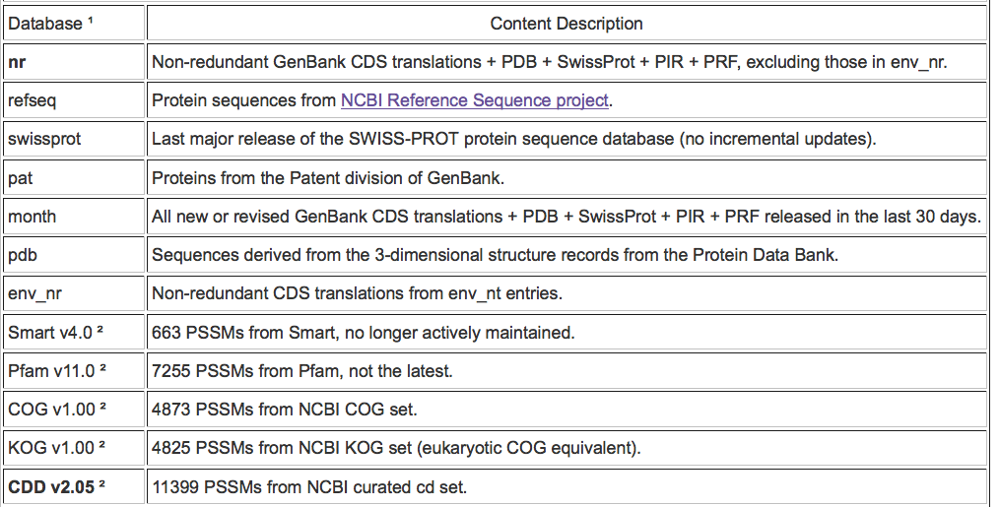 Database ¹ Content Description
nr Non-redundant GenBank CDS translations + PDB + SwissProt + PIR + PRF, excluding those in env_nr.
refseq Protein sequences from NCBI Reference Sequence project.
swissprot Last major release of the SWISS-PROT protein sequence database (no incremental updates).
pat Proteins from the Patent division of GenBank.
month All new or revised GenBank CDS translations + PDB + SwissProt + PIR + PRF released in the last 30 days.
pdb Sequences derived from the 3-dimensional structure records from the Protein Data Bank.
env_nr Non-redundant CDS translations from env_nt entries.
Smart v4.0 ² 663 PSSMs from Smart, no longer actively maintained.
Pfam v11.0 ² 7255 PSSMs from Pfam, not the latest.
COG v1.00 ² 4873 PSSMs from NCBI COG set.
KOG v1.00 ² 4825 PSSMs from NCBI KOG set (eukaryotic COG equivalent).
CDD v2.05 ² 11399 PSSMs from NCBI curated cd set.